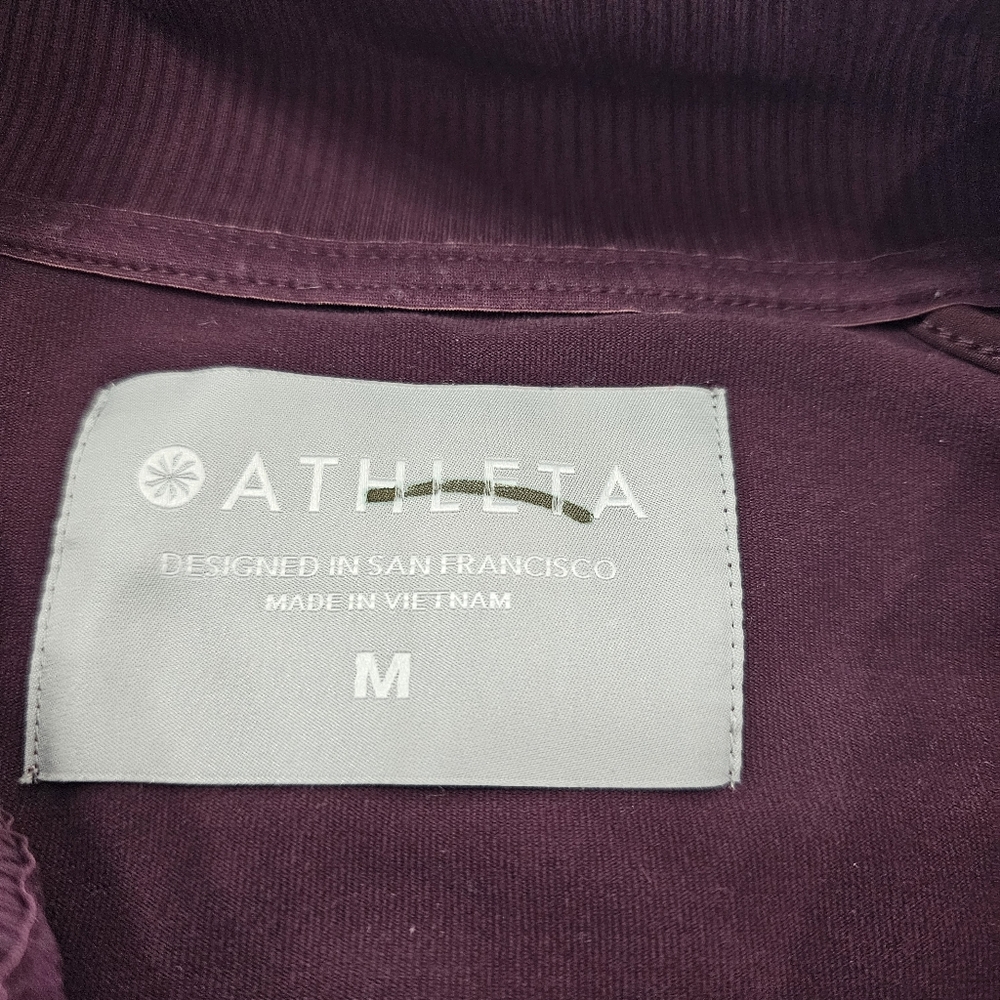 ATHLETA
DESIGNED IN SAN FRANCISCO
MADE IN VIETNAM
M